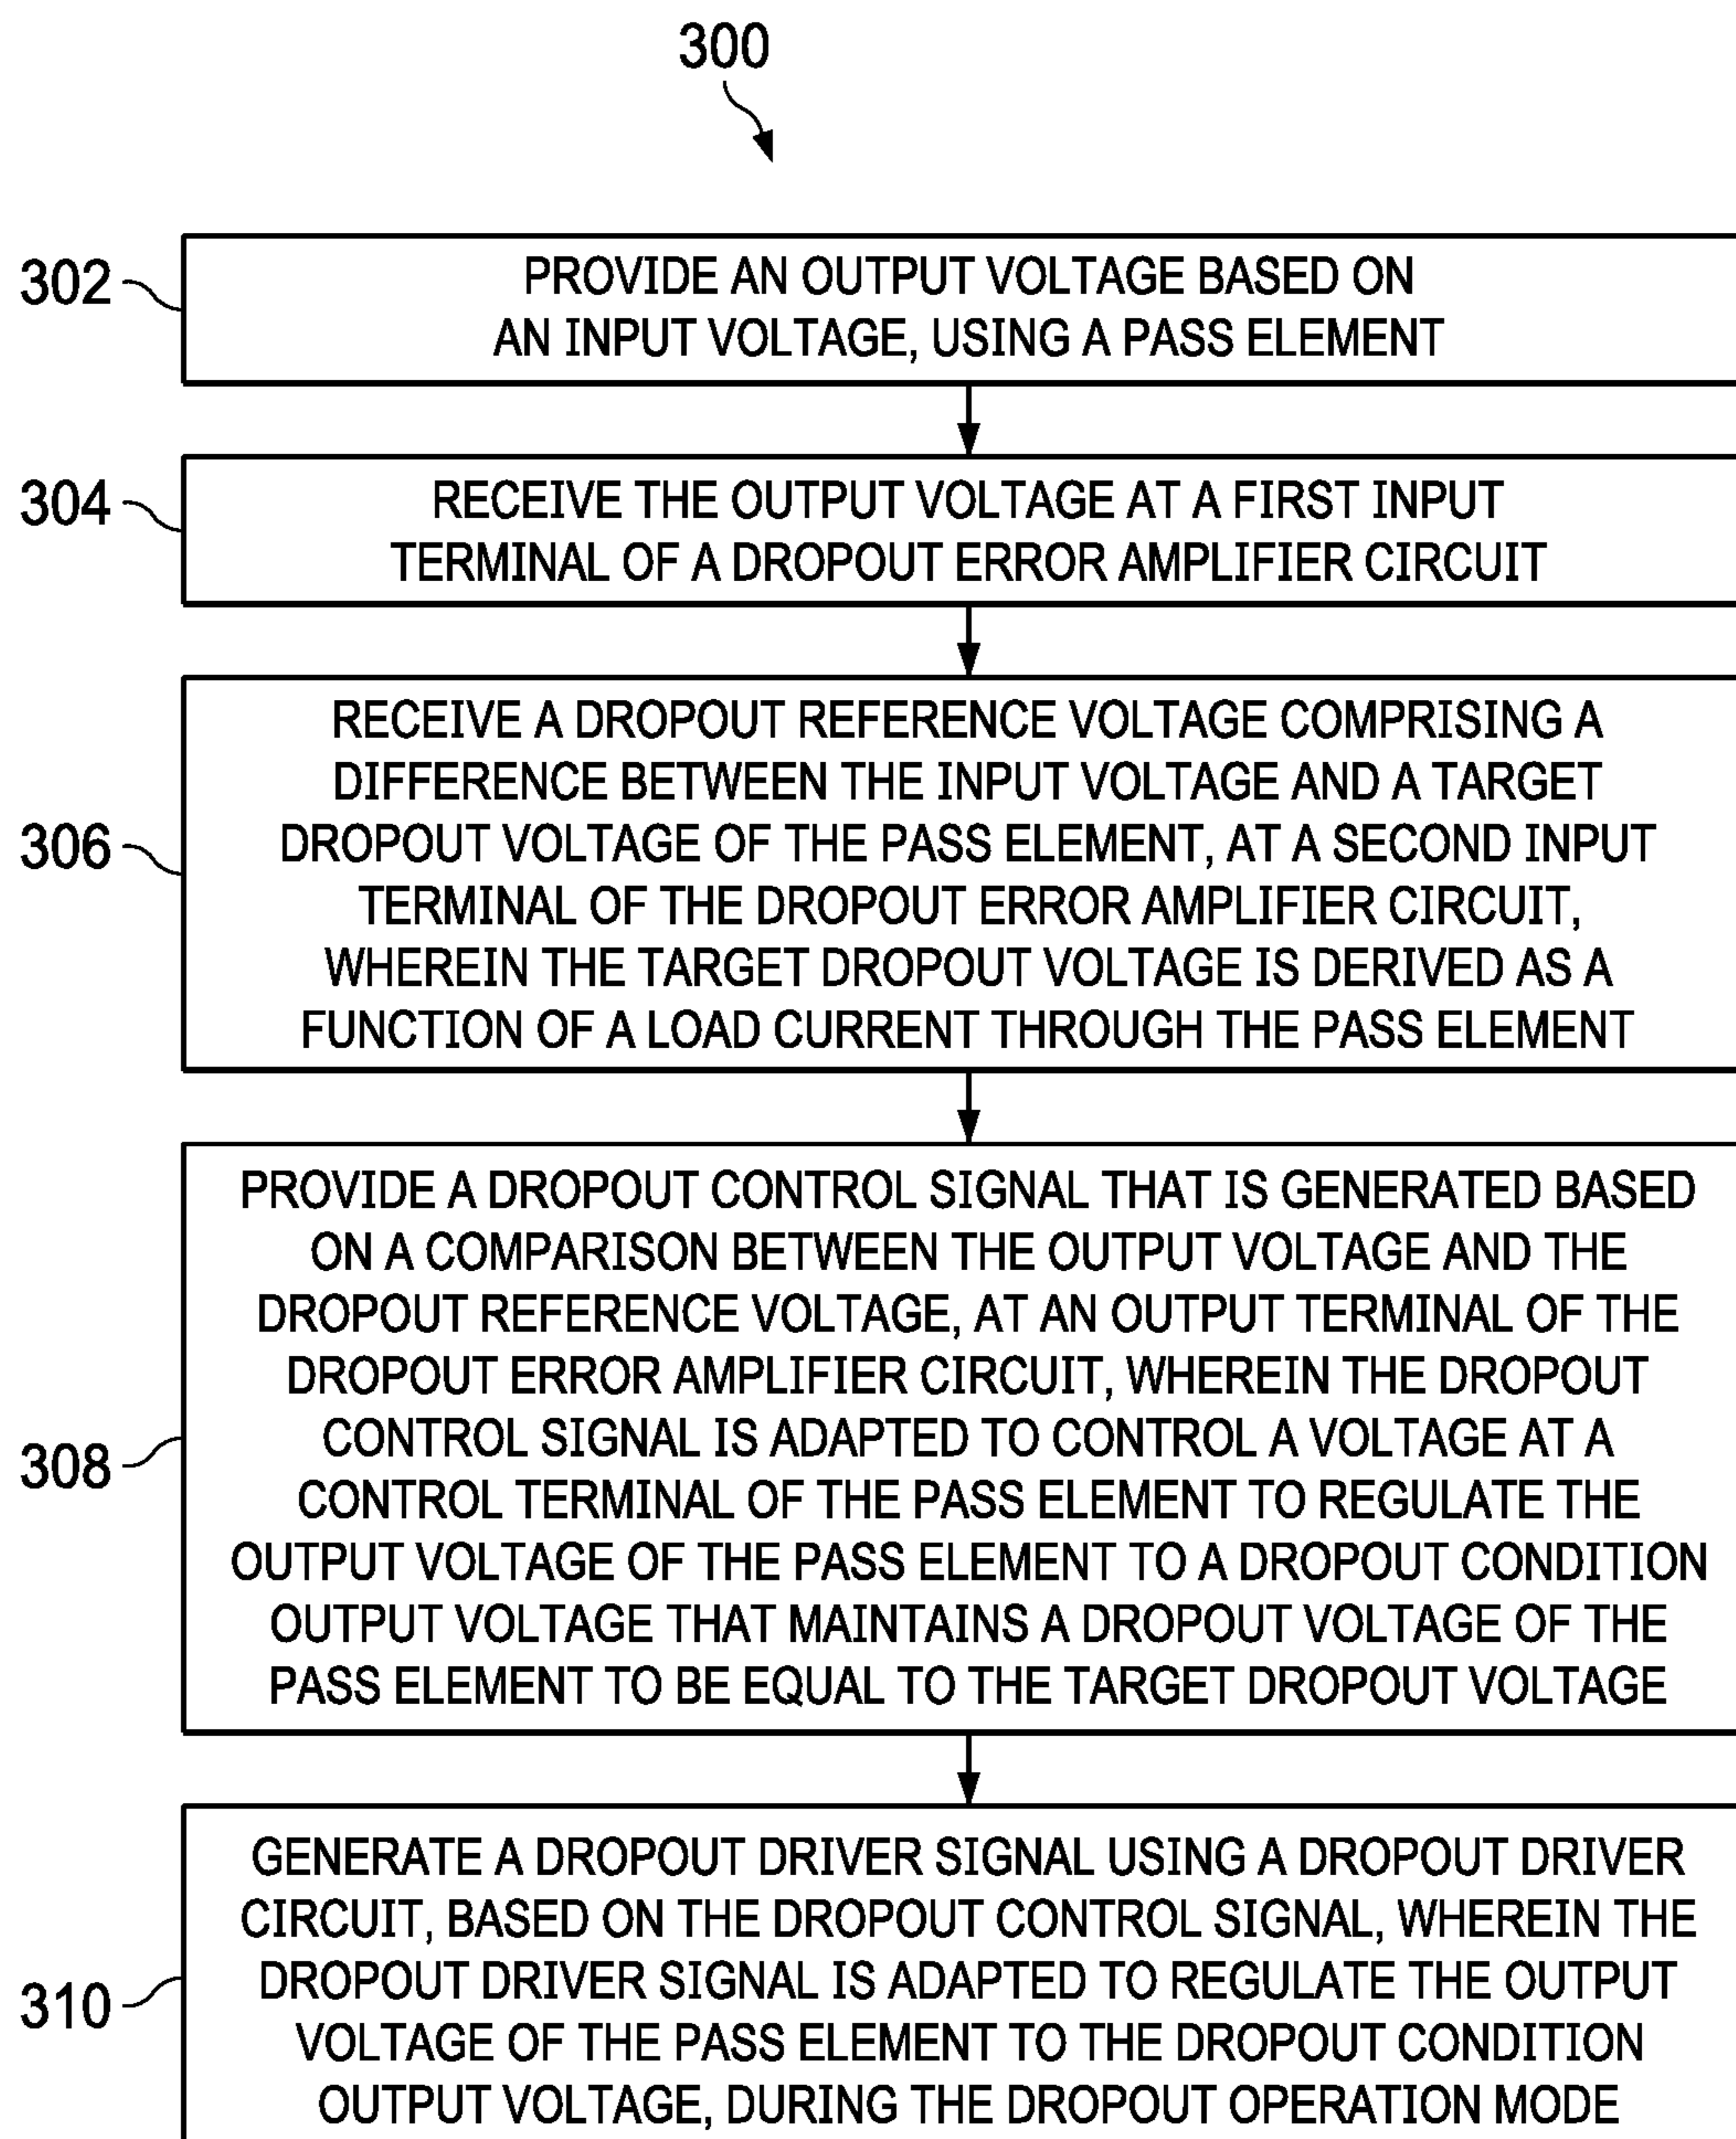 300
302
PROVIDE AN OUTPUT VOLTAGE BASED ON
AN INPUT VOLTAGE, USING A PASS ELEMENT
304
RECEIVE THE OUTPUT VOLTAGE AT A FIRST INPUT
TERMINAL OF A DROPOUT ERROR AMPLIFIER CIRCUIT
306
RECEIVE A DROPOUT REFERENCE VOLTAGE COMPRISING A
DIFFERENCE BETWEEN THE INPUT VOLTAGE AND A TARGET
DROPOUT VOLTAGE OF THE PASS ELEMENT, AT A SECOND INPUT
TERMINAL OF THE DROPOUT ERROR AMPLIFIER CIRCUIT,
WHEREIN THE TARGET DROPOUT VOLTAGE IS DERIVED AS A
FUNCTION OF A LOAD CURRENT THROUGH THE PASS ELEMENT
308
PROVIDE A DROPOUT CONTROL SIGNAL THAT IS GENERATED BASED
ON A COMPARISON BETWEEN THE OUTPUT VOLTAGE AND THE
DROPOUT REFERENCE VOLTAGE, AT AN OUTPUT TERMINAL OF THE
DROPOUT ERROR AMPLIFIER CIRCUIT, WHEREIN THE DROPOUT
CONTROL SIGNAL IS ADAPTED TO CONTROL A VOLTAGE AT A
CONTROL TERMINAL OF THE PASS ELEMENT TO REGULATE THE
OUTPUT VOLTAGE OF THE PASS ELEMENT TO A DROPOUT CONDITION
OUTPUT VOLTAGE THAT MAINTAINS A DROPOUT VOLTAGE OF THE
PASS ELEMENT TO BE EQUAL TO THE TARGET DROPOUT VOLTAGE
310
GENERATE A DROPOUT DRIVER SIGNAL USING A DROPOUT DRIVER
CIRCUIT, BASED ON THE DROPOUT CONTROL SIGNAL, WHEREIN THE
DROPOUT DRIVER SIGNAL IS ADAPTED TO REGULATE THE OUTPUT
VOLTAGE OF THE PASS ELEMENT TO THE DROPOUT CONDITION
OUTPUT VOLTAGE, DURING THE DROPOUT OPERATION MODE